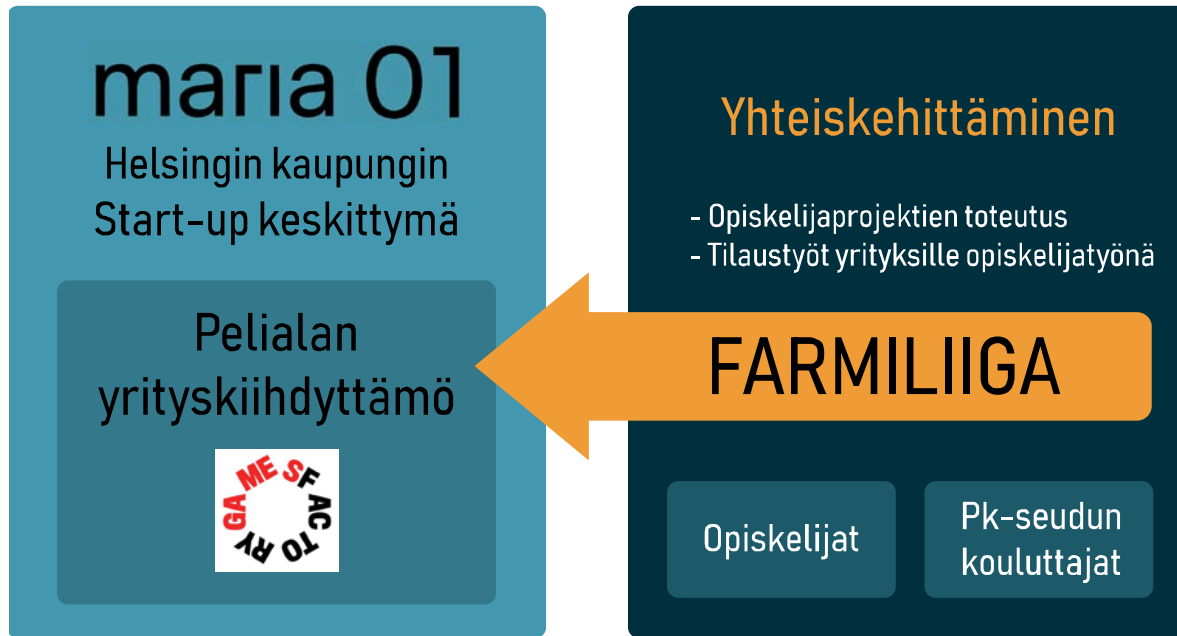 maria 01
Helsingin kaupungin
Start-up keskittymä
Pelialan
yrityskiihdyttämö
GAMES FACTORY
Yhteiskehittäminen
- Opiskelijaprojektien toteutus
- Tilaustyöt yrityksille opiskelijatyönä
FARMILIIGA
Opiskelijat
Pk-seudun
kouluttajat